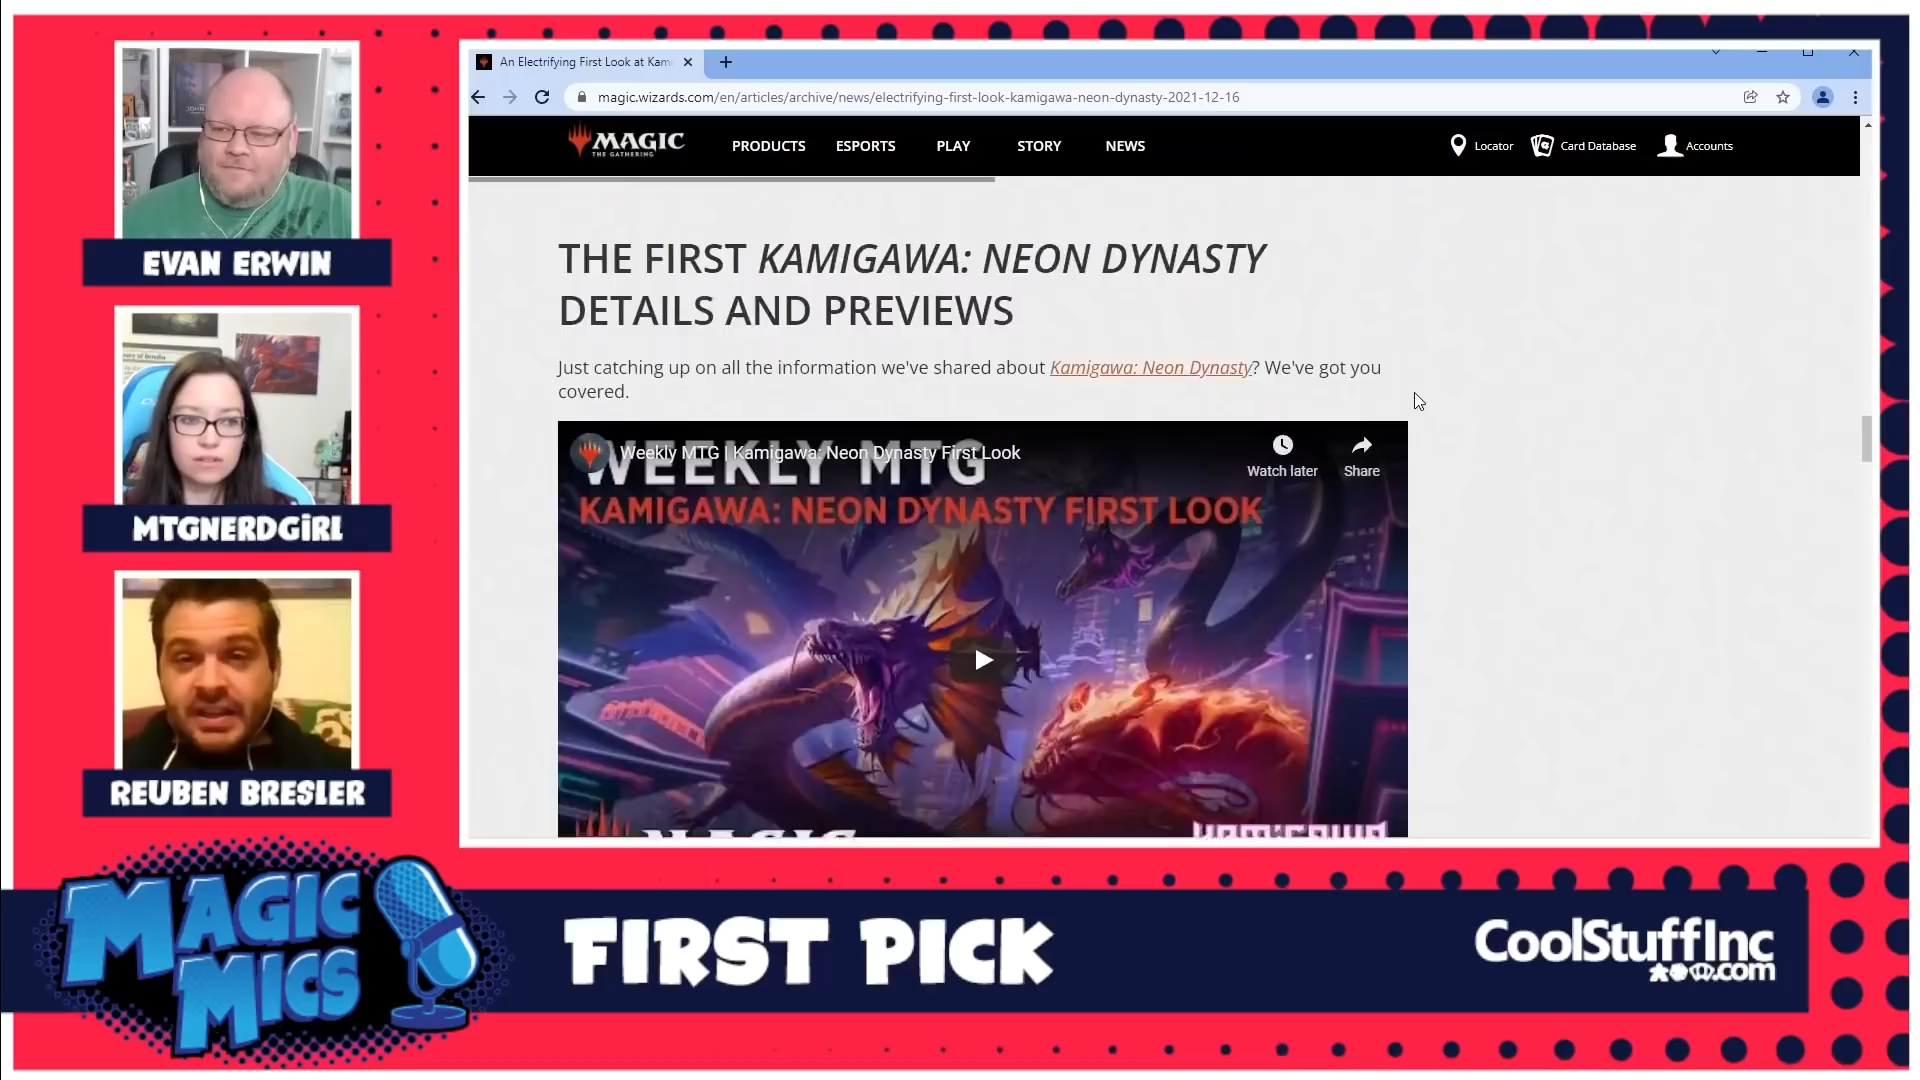 EVAN ERWIN
MTGNERDGIRL
REUBEN BRESLER
MAGIC
MICS
An Electrifying First Look at Kam
magic.wizards.com/en/articles/archive/news/electrifying-first-look-kamigawa-neon-dynasty-2021-12-16
MAGIC
THE GATHERING
PRODUCTS ESPORTS PLAY STORY NEWS
Locator Card Database Accounts
THE FIRST KAMIGAWA: NEON DYNASTY
DETAILS AND PREVIEWS
Just catching up on all the information we've shared about Kamigawa: Neon Dynasty? We've got you
covered.
Weekly MTG | Kamigawa: Neon Dynasty First Look
Watch later Share
WEEKLY MTG
KAMIGAWA: NEON DYNASTY FIRST LOOK
MAGIC
KAMIGAWA
FIRST PICK
CoolStuffInc
.com